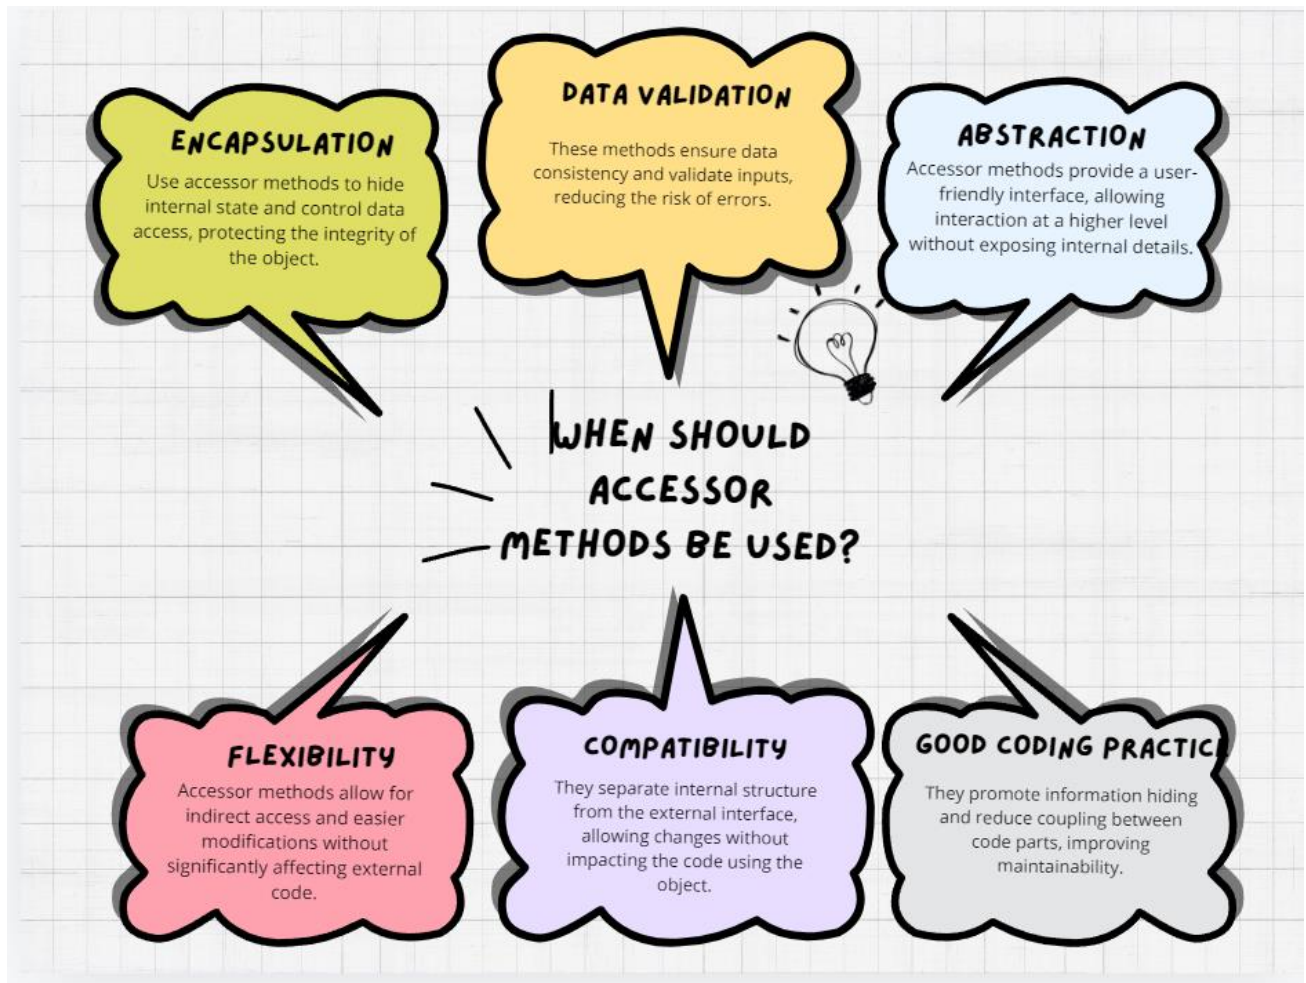 ENCAPSULATION
Use accessor methods to hide
internal state and control data
access, protecting the integrity of
the object.
DATA VALIDATION
These methods ensure data
consistency and validate inputs,
reducing the risk of errors.
ABSTRACTION
Accessor methods provide a user-
friendly interface, allowing
interaction at a higher level
without exposing internal details.
WHEN SHOULD
ACCESSOR
METHODS BE USED?
FLEXIBILITY
Accessor methods allow for
indirect access and easier
modifications without
significantly affecting external
code.
COMPATIBILITY
They separate internal structure
from the external interface,
allowing changes without
impacting the code using the
object.
GOOD CODING PRACTICE
They promote information hiding
and reduce coupling between
code parts, improving
maintainability.